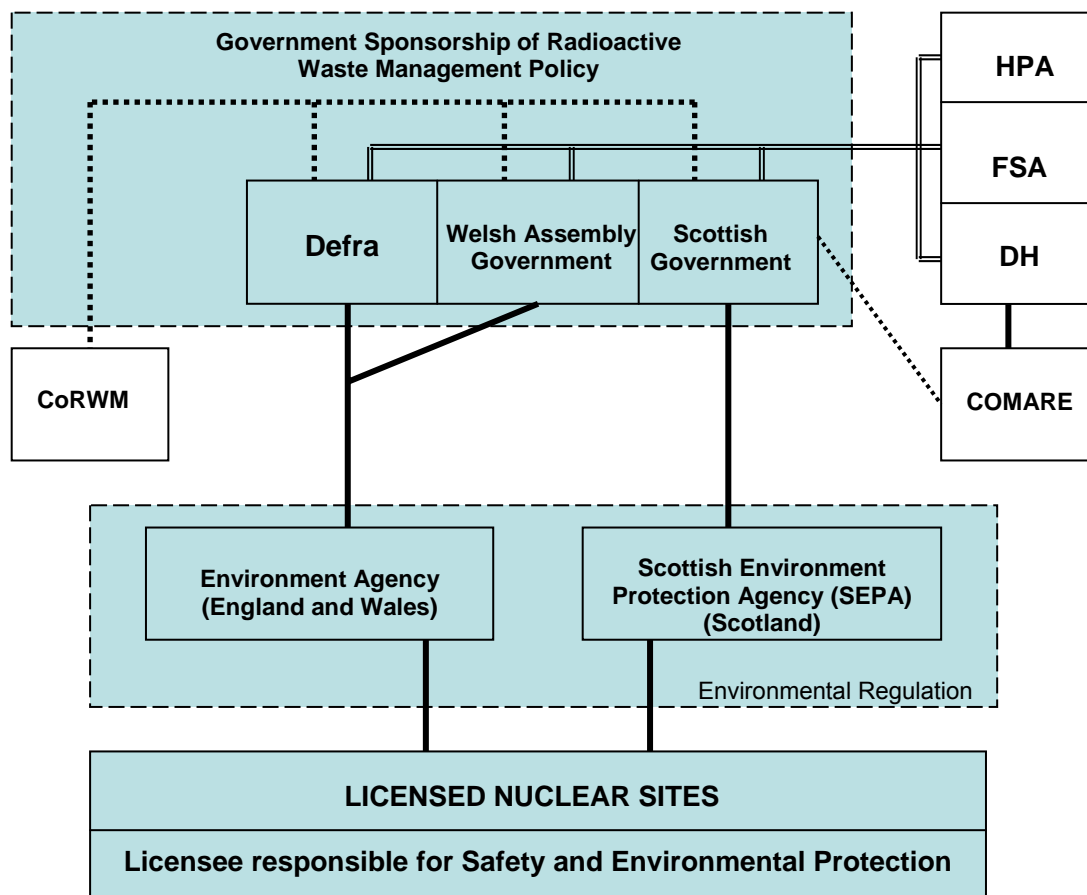 Government Sponsorship of Radioactive
Waste Management Policy
HPA
FSA
DH
Defra
Welsh Assembly
Government
Scottish
Government
CoRWM
COMARE
Environment Agency
(England and Wales)
Scottish Environment
Protection Agency (SEPA)
(Scotland)
Environmental Regulation
LICENSED NUCLEAR SITES
Licensee responsible for Safety and Environmental Protection